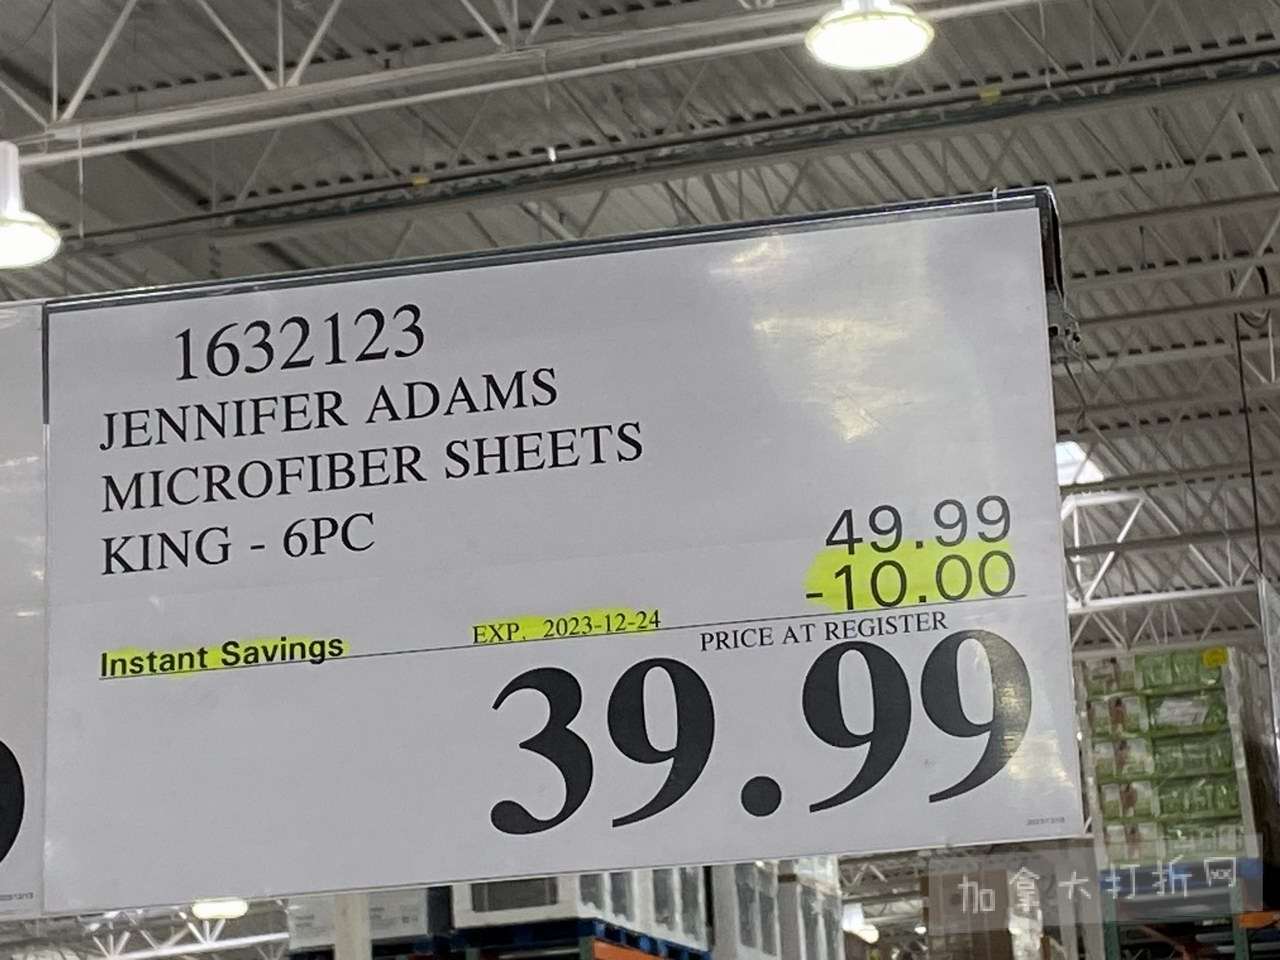 1632123
JENNIFER ADAMS
MICROFIBER SHEETS
KING - 6PC
49.99
-10.00
Instant Savings
EXP. 2023-12-24
PRICE AT REGISTER
39.99
加拿大打折网